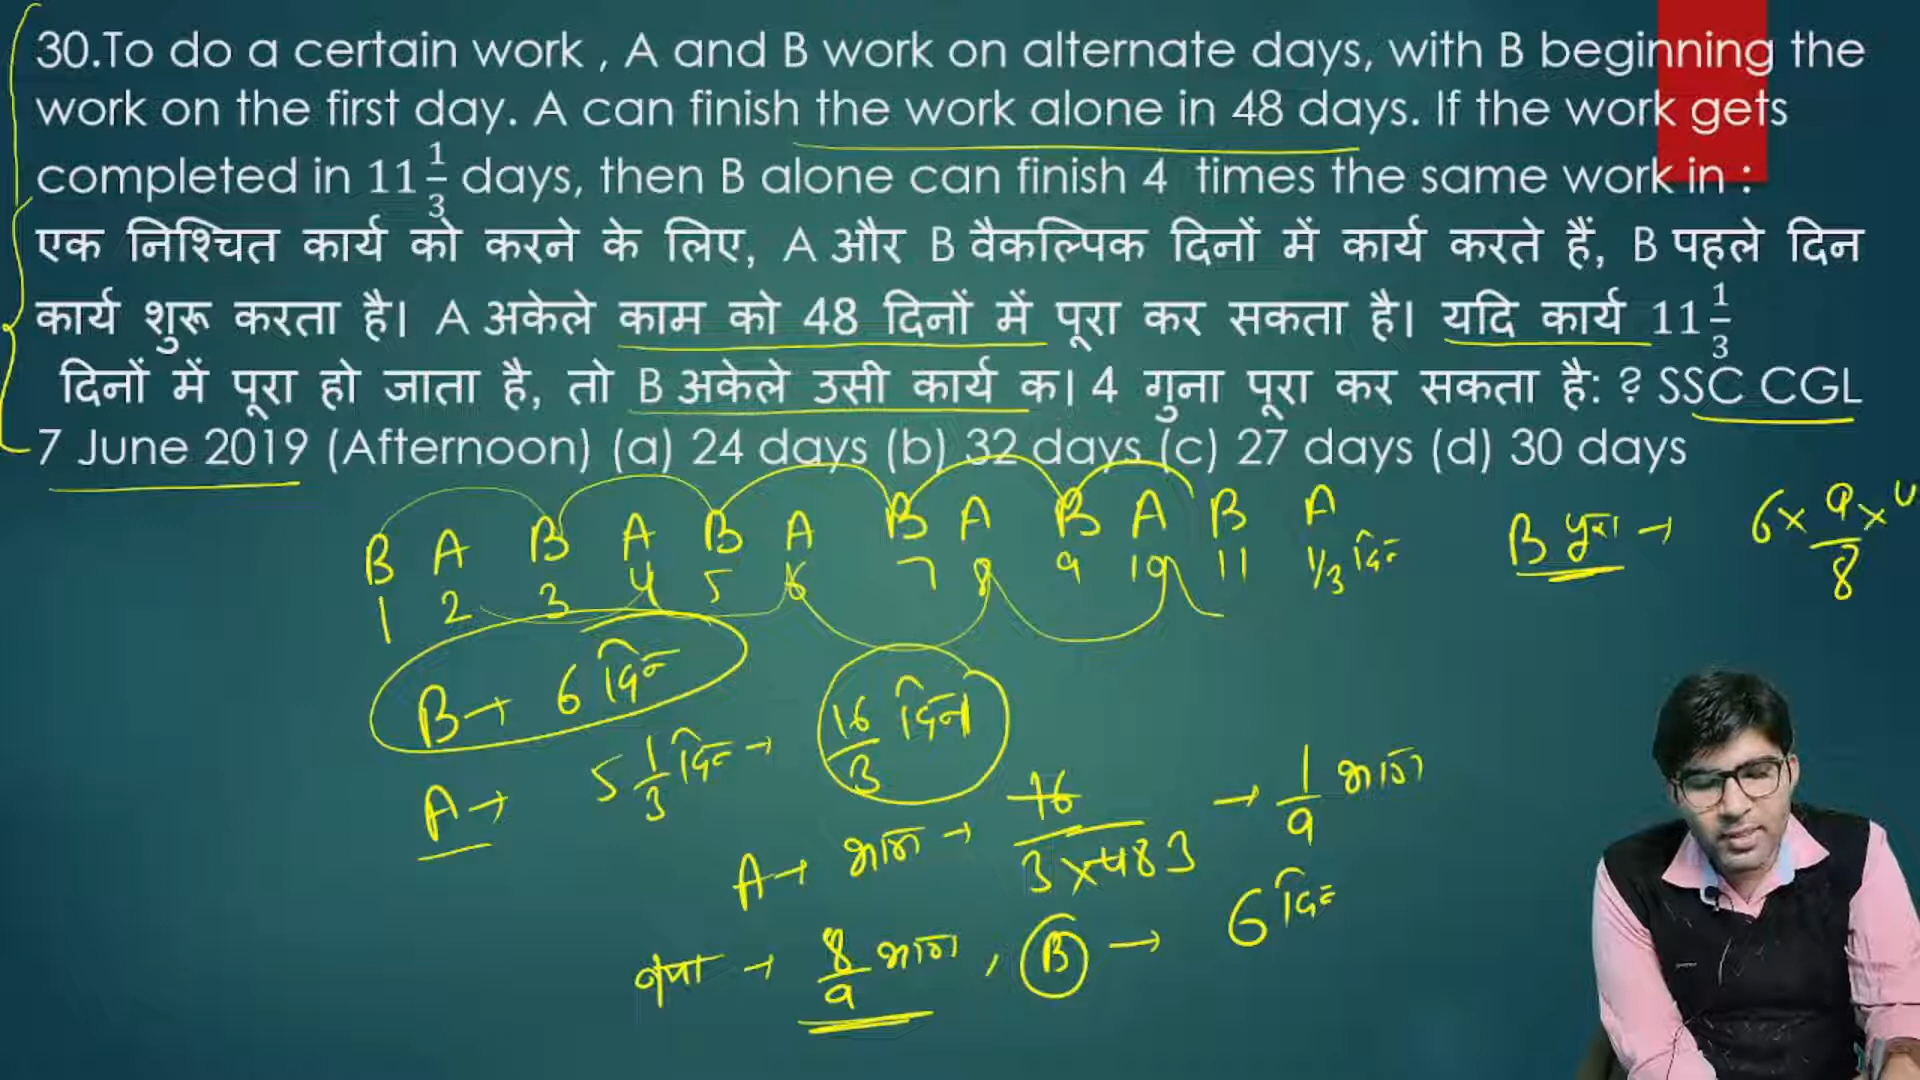 30.To do a certain work , A and B work on alternate days, with B beginning the
work on the first day. A can finish the work alone in 48 days. If the work gets
completed in 11 1/3 days, then B alone can finish 4 times the same work in :
एक निश्चित कार्य को करने के लिए, A और B वैकल्पिक दिनों में कार्य करते हैं, B पहले दिन
कार्य शुरू करता है। A अकेले काम को 48 दिनों में पूरा कर सकता है। यदि कार्य 11 1/3
दिनों में पूरा हो जाता है, तो B अकेले उसी कार्य क। 4 गुना पूरा कर सकता है: ? SSC CGL
7 June 2019 (Afternoon) (a) 24 days (b) 32 days (c) 27 days (d) 30 days
B A B A B A B A B A B A
1 2 3 4 5 6 7 8 9 10 11 1/3 दिन
B → 6 दिन
A → 5 1/3 दिन → 16/3 दिन
A → भाग → 16/3×48 3 → 1/9 भाग
8/9 भाग , B → 6 दिन
B पूरा → 6 × 9/8 × 4